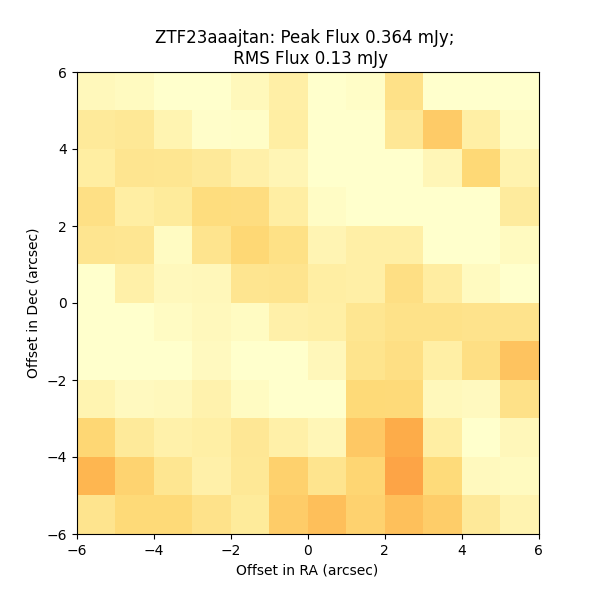 ZTF23aaajtan: Peak Flux 0.364 mJy;
RMS Flux 0.13 mJy
6
4
2
0
−2
−4
−6
Offset in Dec (arcsec)
−6 −4 −2 0 2 4 6
Offset in RA (arcsec)